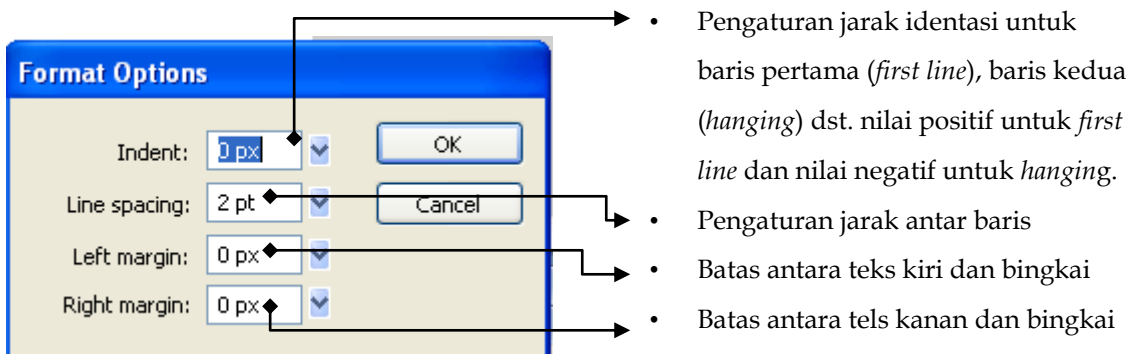 Format Options
Indent: 0 px
OK
Line spacing: 2 pt
Cancel
Left margin: 0 px
Right margin: 0 px
• Pengaturan jarak identasi untuk
baris pertama (first line), baris kedua
(hanging) dst. nilai positif untuk first
line dan nilai negatif untuk hanging.
• Pengaturan jarak antar baris
• Batas antara teks kiri dan bingkai
• Batas antara tels kanan dan bingkai